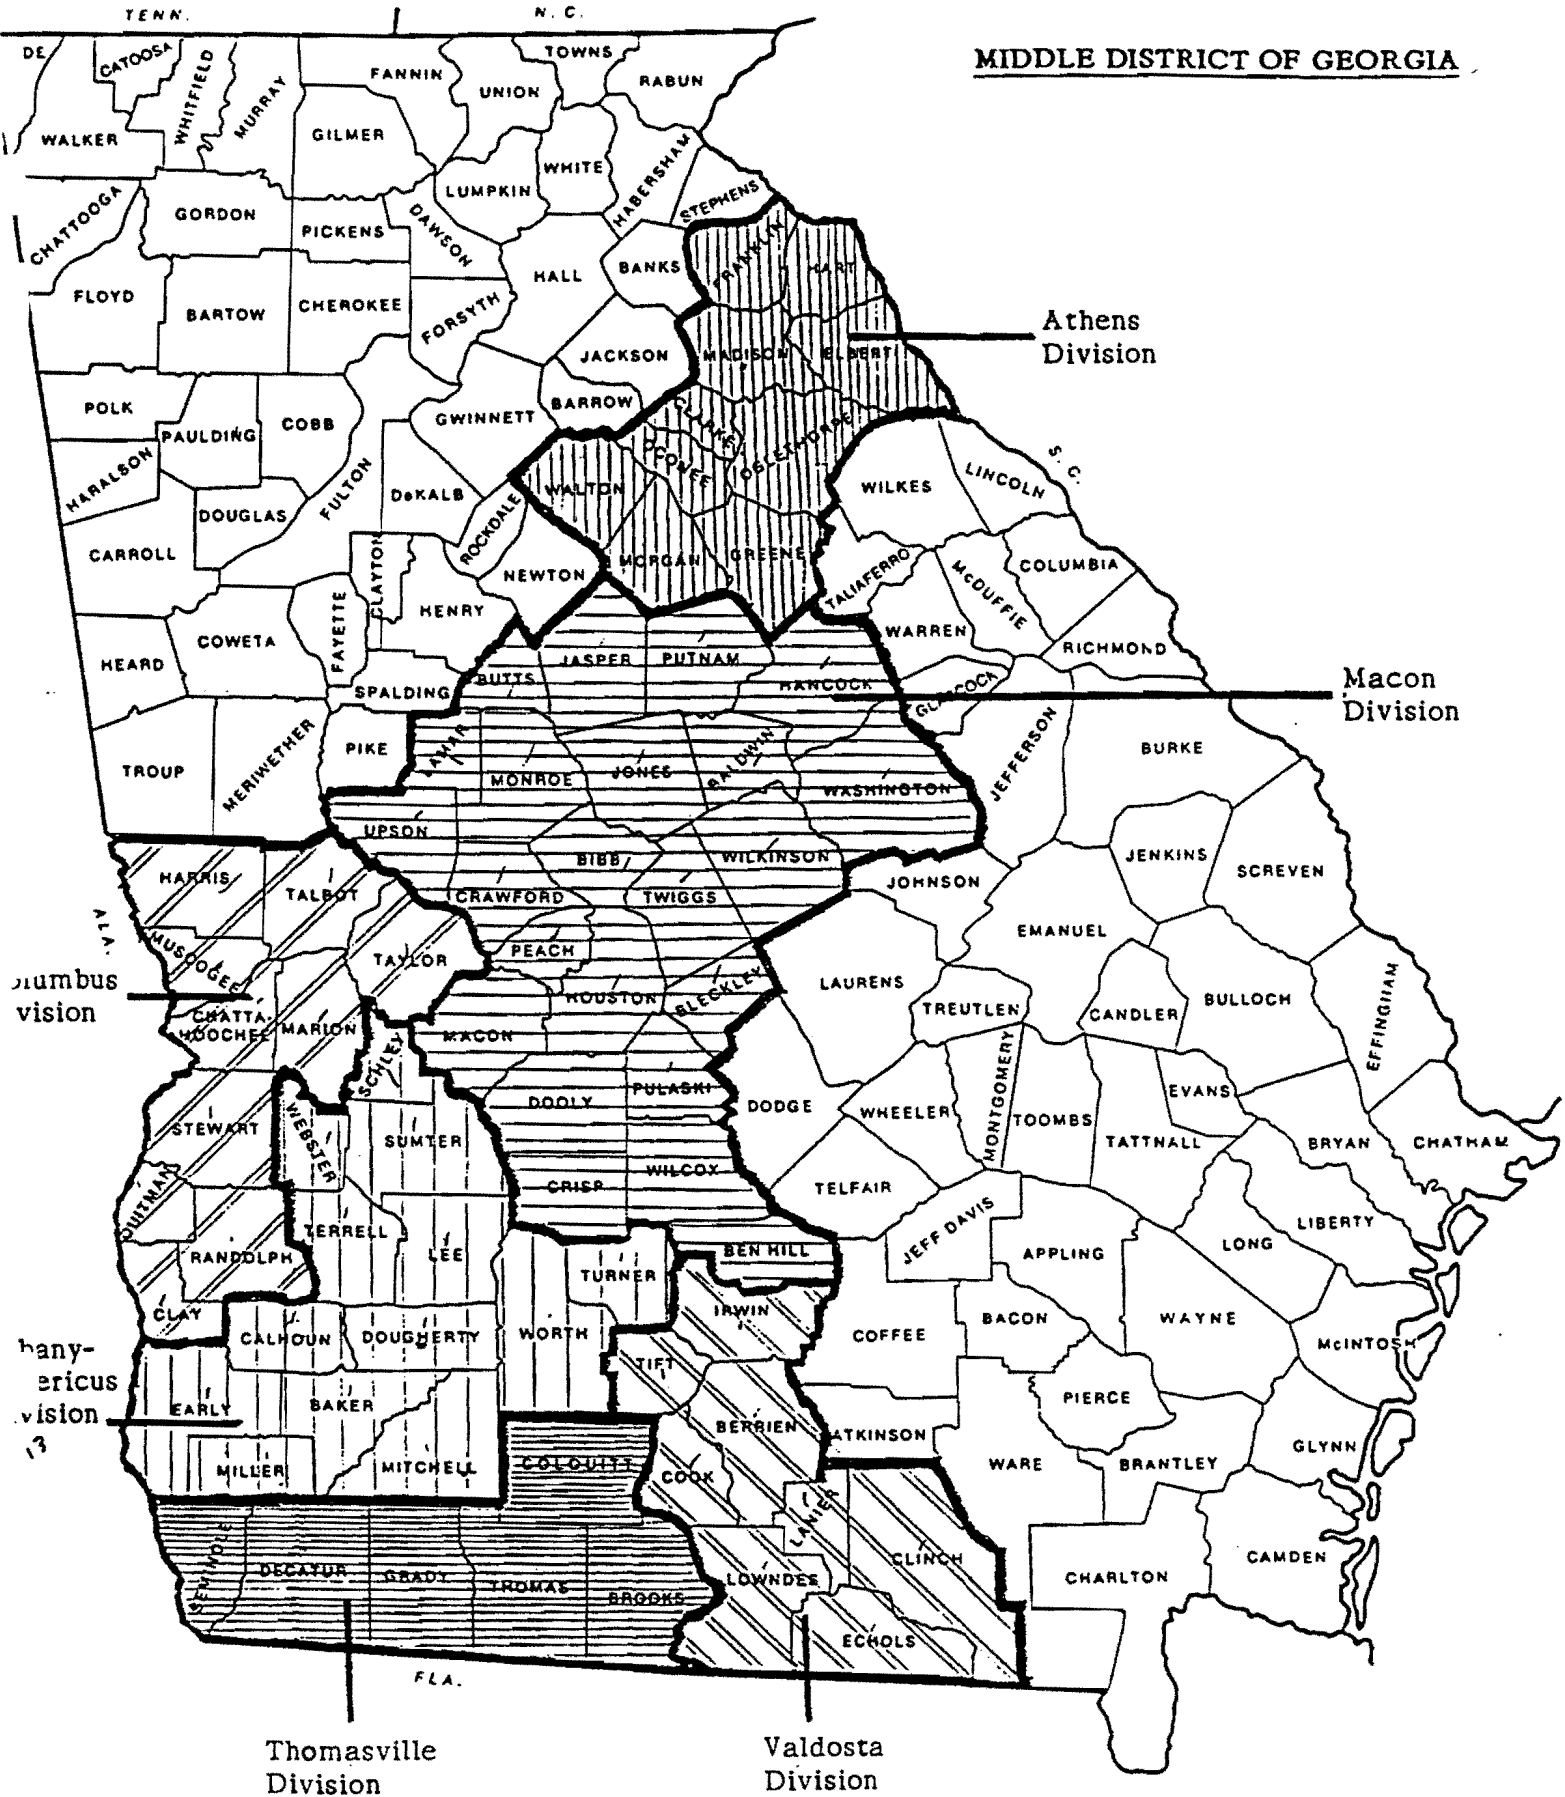 TENN.
N. C.
MIDDLE DISTRICT OF GEORGIA
DE
CATOOSA
WHITFIELD
MURRAY
FANNIN
UNION
TOWNS
RABUN
WALKER
GILMER
WHITE
HABERSHAM
LUMPKIN
STEPHENS
CHATTOOGA
GORDON
PICKENS
DAWSON
HALL
BANKS
FRANKLIN
HART
FLOYD
BARTOW
CHEROKEE
FORSYTH
JACKSON
MADISON
ELBERT
Athens
Division
POLK
PAULDING
COBB
GWINNETT
BARROW
CLARKE
OCONEE
OGLETHORPE
HARALSON
FULTON
DeKALB
WALTON
WILKES
LINCOLN
S. C.
DOUGLAS
ROCKDALE
CARROLL
CLAYTON
NEWTON
MORGAN
GREENE
TALIAFERRO
McDUFFIE
COLUMBIA
HENRY
FAYETTE
COWETA
HEARD
WARREN
RICHMOND
SPALDING
BUTTS
JASPER
PUTNAM
HANCOCK
GLASCOCA
Macon
Division
TROUP
MERIWETHER
PIKE
LAMAR
MONROE
JONES
BALDWIN
WASHINGTON
JEFFERSON
BURKE
UPSON
BIBB
WILKINSON
JENKINS
SCREVEN
HARRIS
TALBOT
CRAWFORD
TWIGGS
JOHNSON
EMANUEL
ALA.
MUSCOGEE
TAYLOR
PEACH
HOUSTON
BLECKLEY
LAURENS
TREUTLEN
CANDLER
BULLOCH
EFFINGHAM
olumbus
vision
CHATTA-
HOOCHEE
MARION
SCHLEY
MACON
DOOLY
PULASKI
DODGE
WHEELER
MONTGOMERY
TOOMBS
EVANS
TATTNALL
BRYAN
CHATHAM
STEWART
WEBSTER
SUMTER
CRISP
WILCOX
TELFAIR
QUITMAN
RANDOLPH
TERRELL
LEE
TURNER
BEN HILL
JEFF DAVIS
APPLING
LONG
LIBERTY
CLAY
CALHOUN
DOUGHERTY
WORTH
IRWIN
COFFEE
BACON
WAYNE
McINTOSH
bany-
ericus
vision
13
EARLY
BAKER
TIFT
BERRIEN
ATKINSON
PIERCE
MILLER
MITCHELL
COLQUITT
COOK
LANIER
WARE
BRANTLEY
GLYNN
SEMINOLE
DECATUR
GRADY
THOMAS
BROOKS
LOWNDES
CLINCH
ECHOLS
CHARLTON
CAMDEN
FLA.
Thomasville
Division
Valdosta
Division